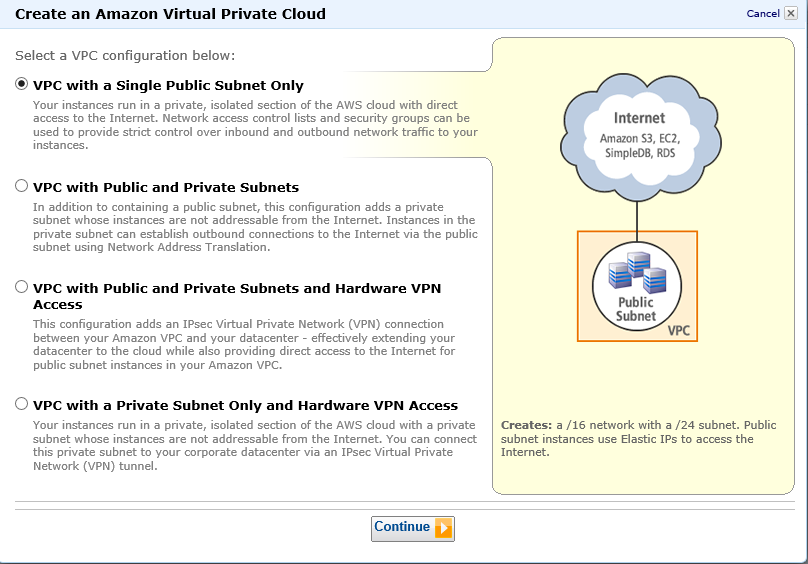 Create an Amazon Virtual Private Cloud
Cancel
Select a VPC configuration below:
VPC with a Single Public Subnet Only
Your instances run in a private, isolated section of the AWS cloud with direct
access to the Internet. Network access control lists and security groups can be
used to provide strict control over inbound and outbound network traffic to your
instances.
VPC with Public and Private Subnets
In addition to containing a public subnet, this configuration adds a private
subnet whose instances are not addressable from the Internet. Instances in the
private subnet can establish outbound connections to the Internet via the public
subnet using Network Address Translation.
VPC with Public and Private Subnets and Hardware VPN
Access
This configuration adds an IPsec Virtual Private Network (VPN) connection
between your Amazon VPC and your datacenter - effectively extending your
datacenter to the cloud while also providing direct access to the Internet for
public subnet instances in your Amazon VPC.
VPC with a Private Subnet Only and Hardware VPN Access
Your instances run in a private, isolated section of the AWS cloud with a private
subnet whose instances are not addressable from the Internet. You can connect
this private subnet to your corporate datacenter via an IPsec Virtual Private
Network (VPN) tunnel.
Internet
Amazon S3, EC2,
SimpleDB, RDS
Public
Subnet
VPC
Creates: a /16 network with a /24 subnet. Public
subnet instances use Elastic IPs to access the
Internet.
Continue